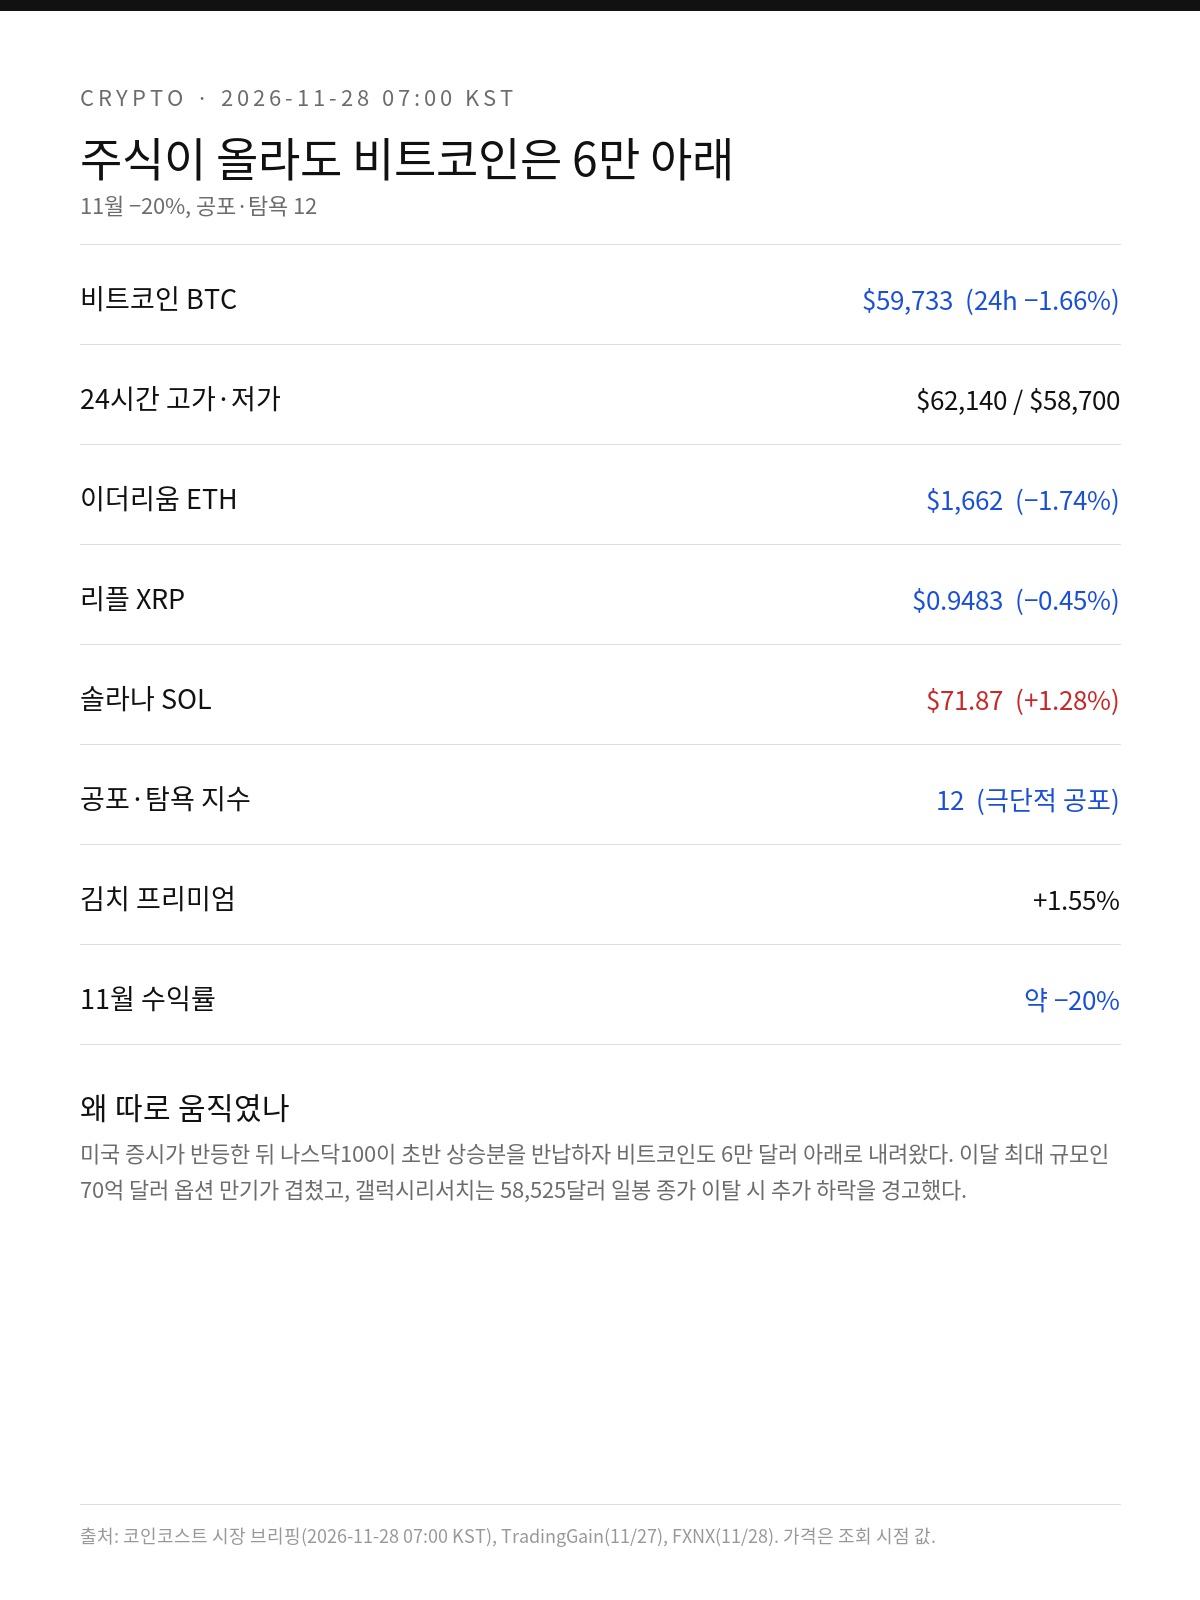 CRYPTO · 2026-11-28 07:00 KST
주식이 올라도 비트코인은 6만 아래
11월 −20%, 공포·탐욕 12
비트코인 BTC $59,733 (24h −1.66%)
24시간 고가·저가 $62,140 / $58,700
이더리움 ETH $1,662 (−1.74%)
리플 XRP $0.9483 (−0.45%)
솔라나 SOL $71.87 (+1.28%)
공포·탐욕 지수 12 (극단적 공포)
김치 프리미엄 +1.55%
11월 수익률 약 −20%
왜 따로 움직였나
미국 증시가 반등한 뒤 나스닥100이 초반 상승분을 반납하자 비트코인도 6만 달러 아래로 내려왔다. 이달 최대 규모인
70억 달러 옵션 만기가 겹쳤고, 갤럭시리서치는 58,525달러 일봉 종가 이탈 시 추가 하락을 경고했다.
출처: 코인코스트 시장 브리핑(2026-11-28 07:00 KST), TradingGain(11/27), FXNX(11/28). 가격은 조회 시점 값.